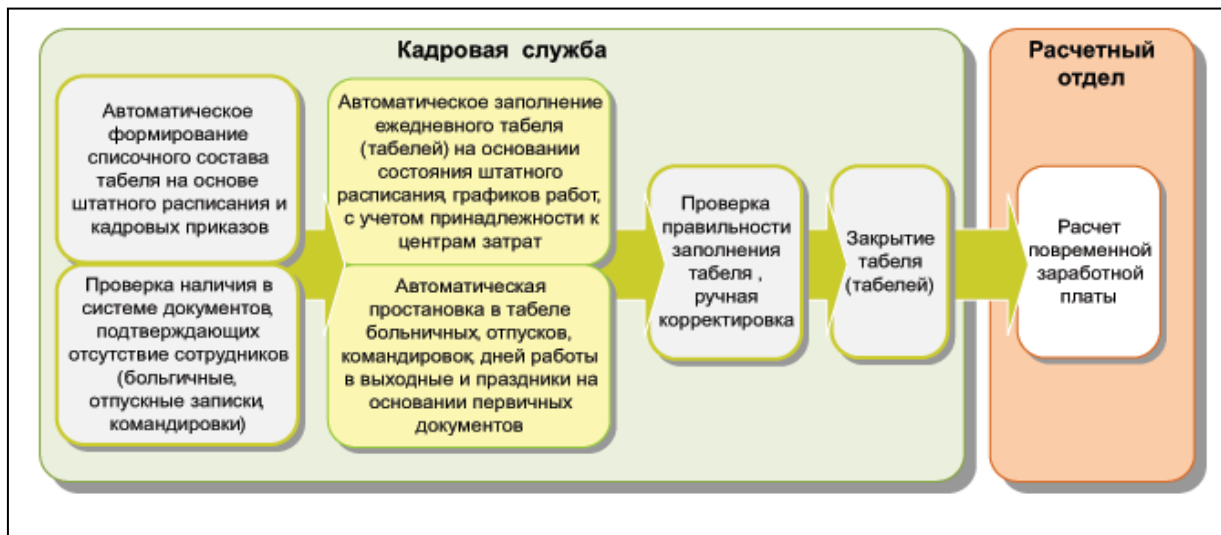 Кадровая служба
Автоматическое
формирование
списочного состава
табеля на основе
штатного расписания и
кадровых приказов
Проверка наличия в
системе документов,
подтверждающих
отсутствие сотрудников
(больгичные,
отпускные записки,
командировки)
Автоматическое заполнение
ежедневного табеля
(табелей) на основании
состояния штатного
расписания, графиков работ,
с учетом принадлежности к
центрам затрат
Автоматическая
простановка в табеле
больничных, отпусков,
командировок, дней работы
в выходные и праздники на
основании первичных
документов
Проверка
правильности
заполнения
табеля ,
ручная
корректировка
Закрытие
табеля
(табелей)
Расчетный
отдел
Расчет
повременной
заработной
платы